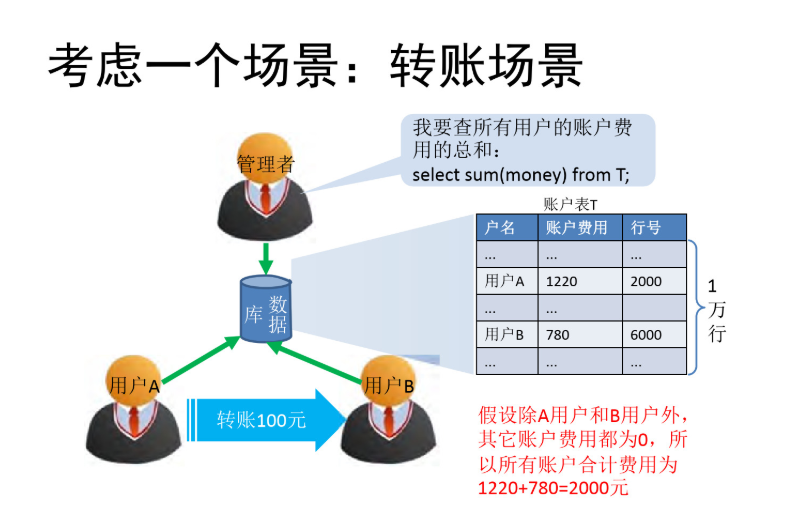 考虑一个场景：转账场景
我要查所有用户的账户费
用的总和：
select sum(money) from T;
管理者
账户表T
户名 账户费用 行号
... ... ...
用户A 1220 2000
... ...
用户B 780 6000
... ... ...
1
万
行
数
据
库
用户A
用户B
转账100元
假设除A用户和B用户外，
其它账户费用都为0，所
以所有账户合计费用为
1220+780=2000元